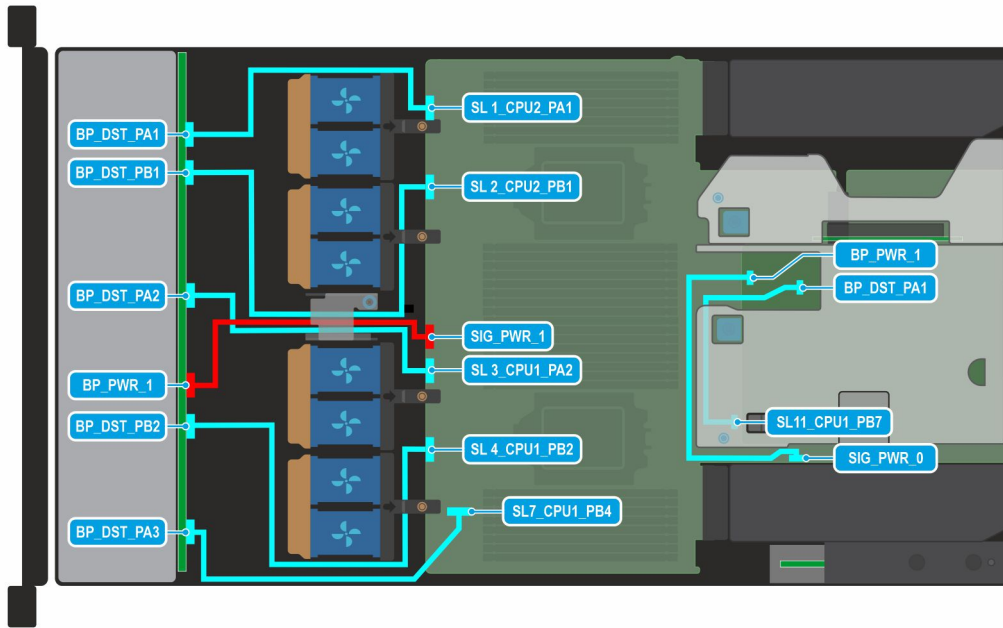 BP_DST_PA1
BP_DST_PB1
BP_DST_PA2
BP_PWR_1
BP_DST_PB2
BP_DST_PA3
SL 1_CPU2_PA1
SL 2_CPU2_PB1
SIG_PWR_1
SL 3_CPU1_PA2
SL 4_CPU1_PB2
SL7_CPU1_PB4
BP_PWR_1
BP_DST_PA1
SL11_CPU1_PB7
SIG_PWR_0